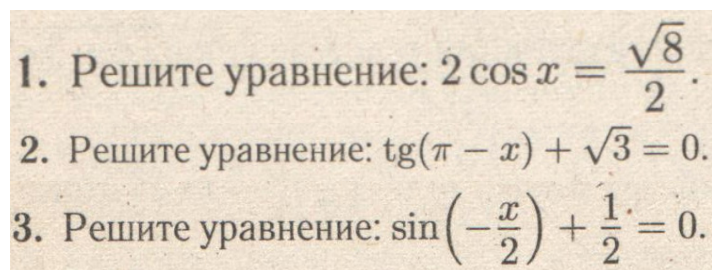 1. Решите уравнение: 2 cos x = √8/2.
2. Решите уравнение: tg(π − x) + √3 = 0.
3. Решите уравнение: sin(−x/2) + 1/2 = 0.